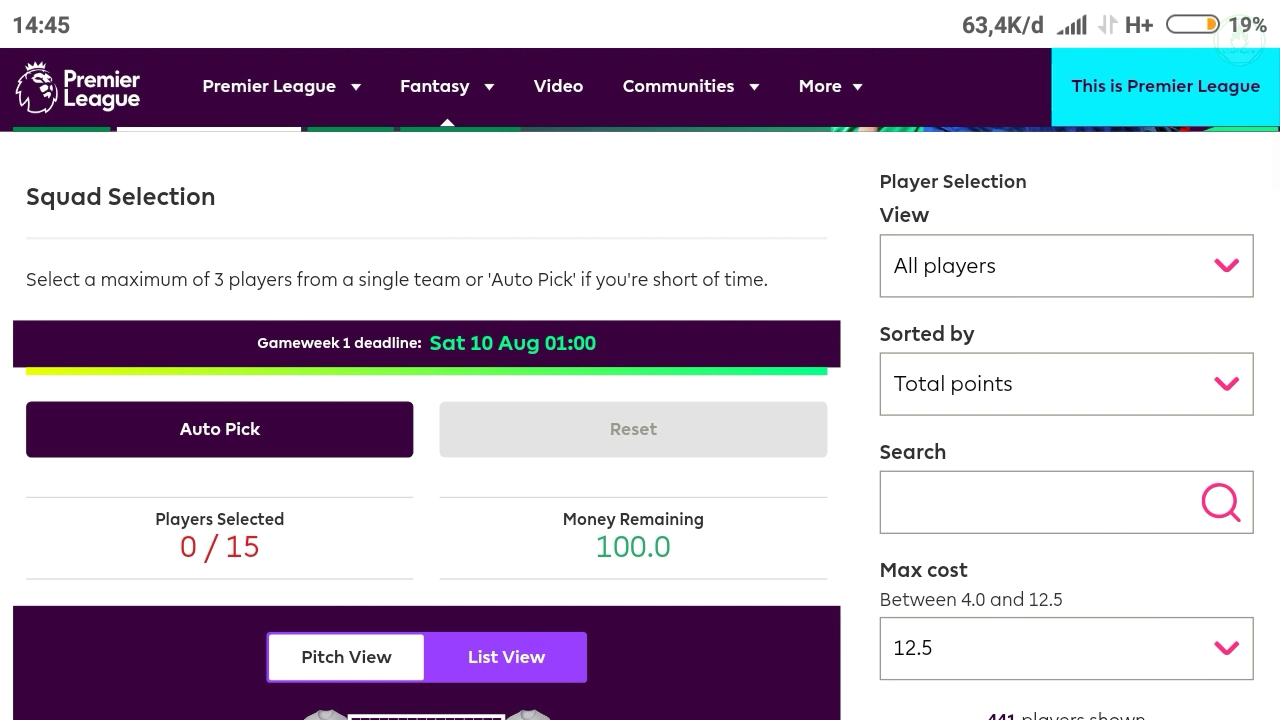 14:45
63,4K/d
H+
19%
Premier League
Premier League
Fantasy
Video
Communities
More
This is Premier League
Squad Selection
Select a maximum of 3 players from a single team or 'Auto Pick' if you're short of time.
Gameweek 1 deadline: Sat 10 Aug 01:00
Auto Pick
Reset
Players Selected
0 / 15
Money Remaining
100.0
Pitch View
List View
Player Selection
View
All players
Sorted by
Total points
Search
Max cost
Between 4.0 and 12.5
12.5
441 players shown